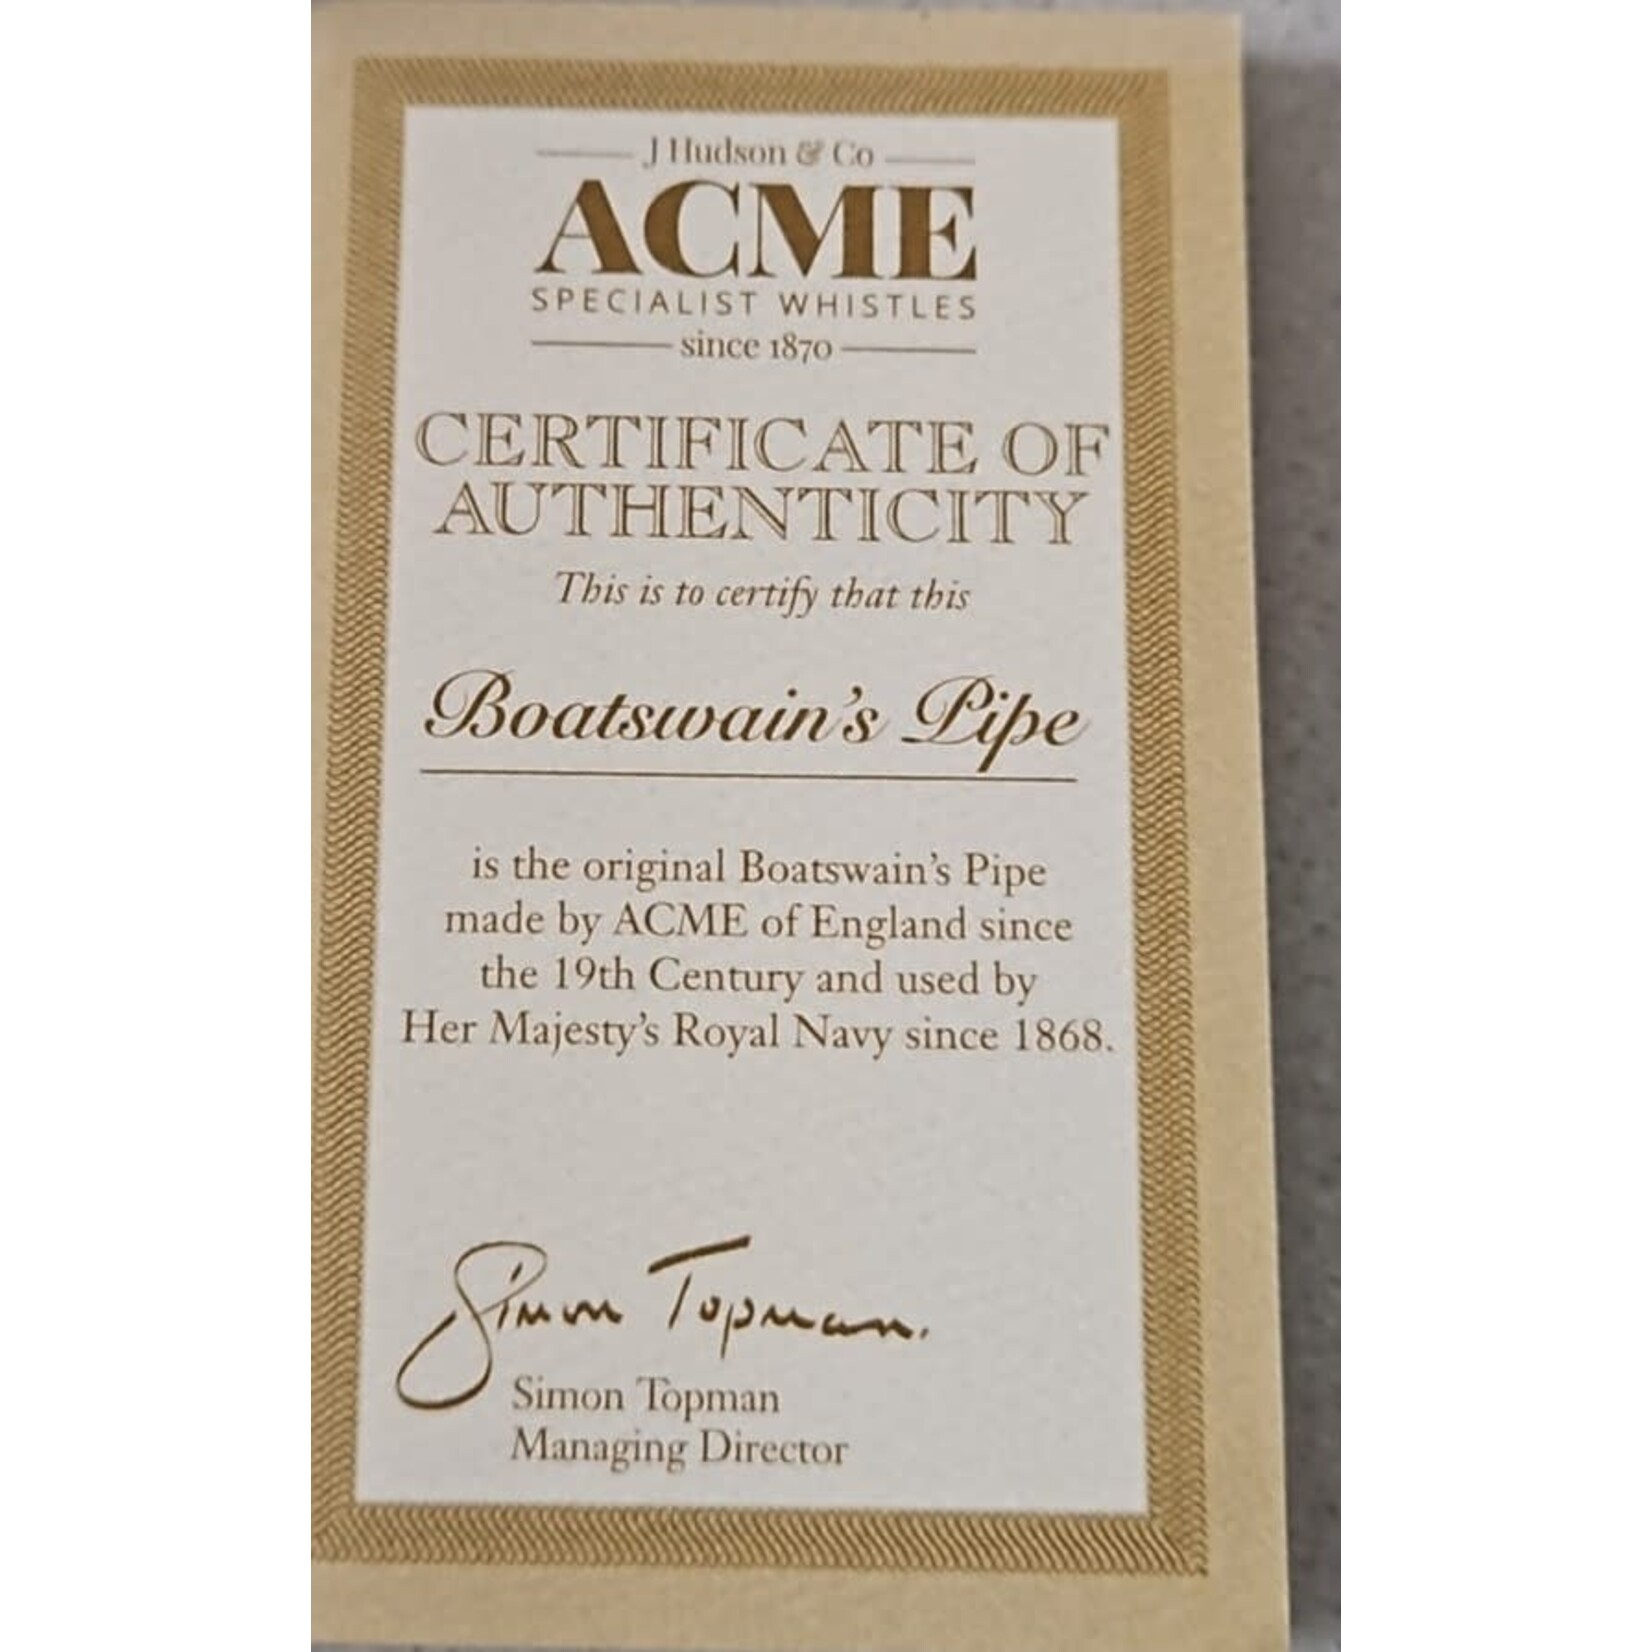 J Hudson & Co
ACME
SPECIALIST WHISTLES
since 1870
CERTIFICATE OF
AUTHENTICITY
This is to certify that this
Boatswain's Pipe
is the original Boatswain's Pipe
made by ACME of England since
the 19th Century and used by
Her Majesty's Royal Navy since 1868.
Simon Topman.
Simon Topman
Managing Director